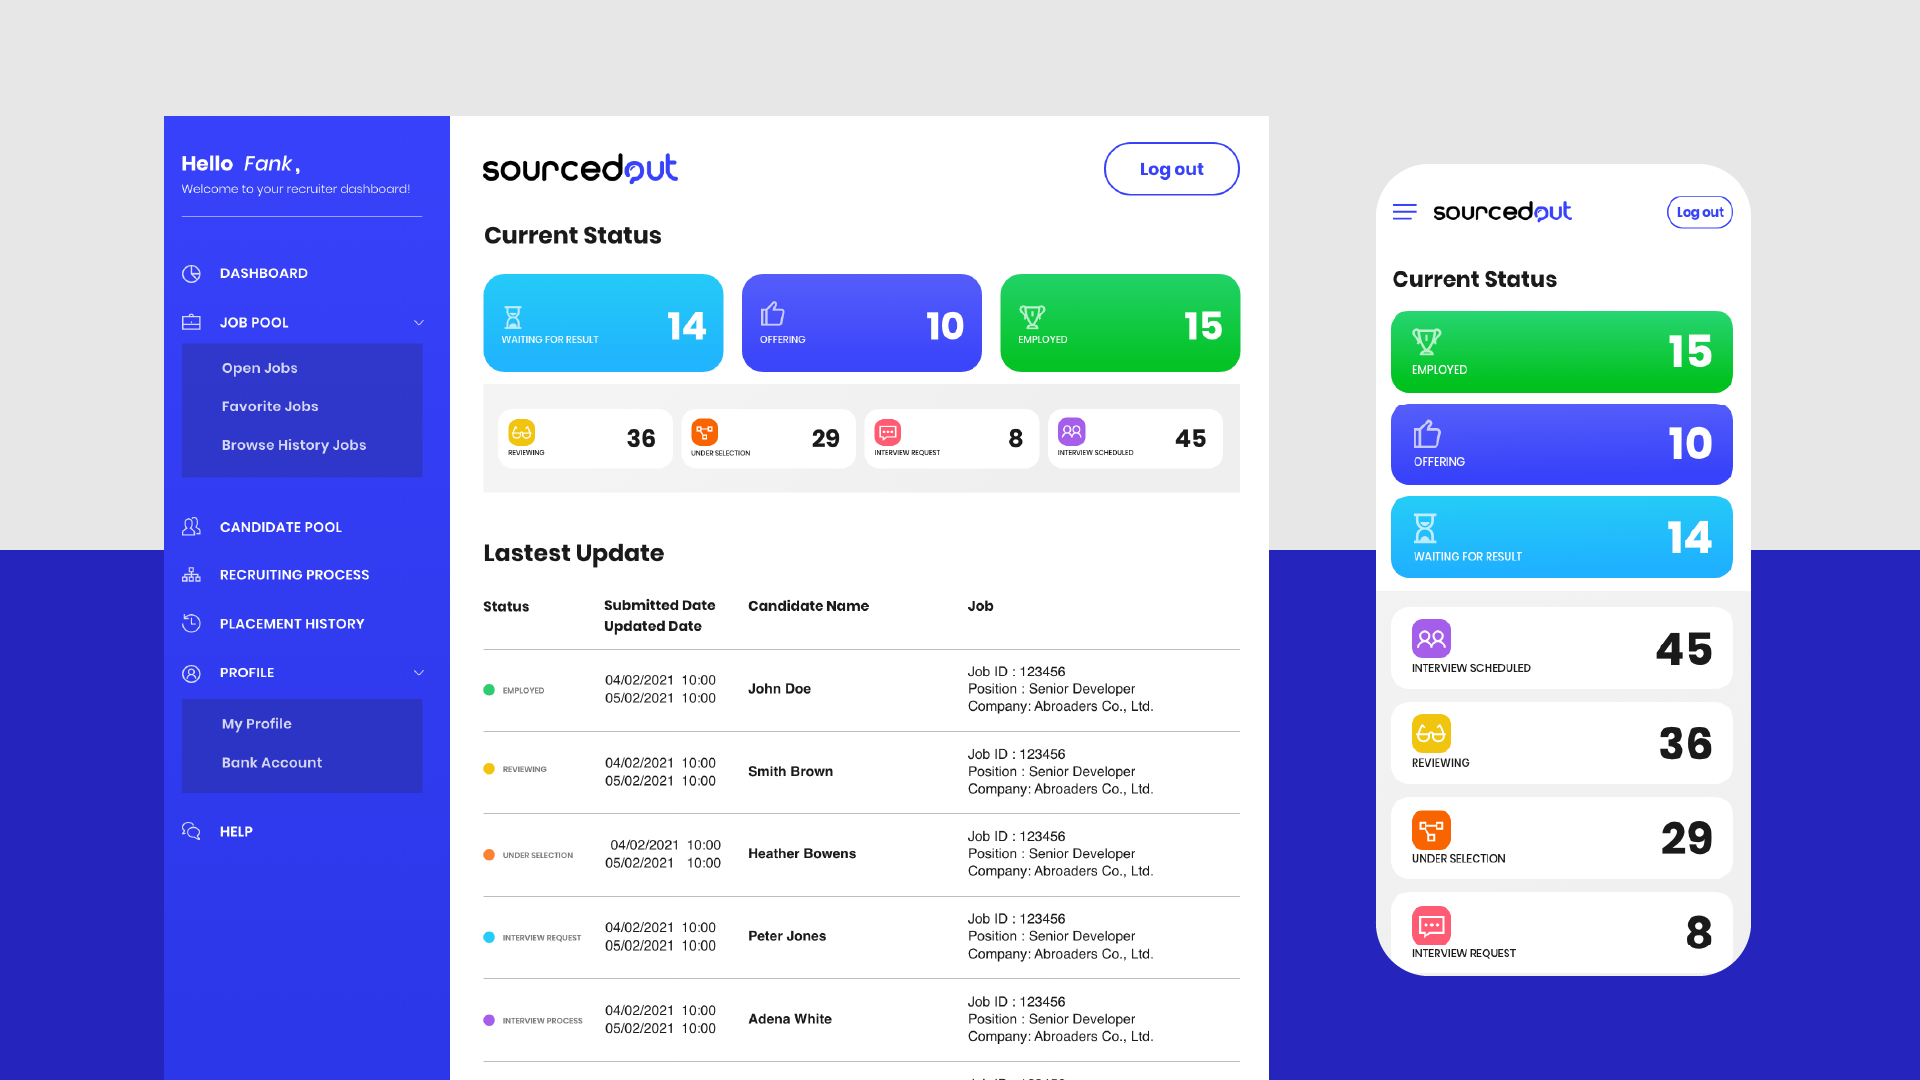 Hello Fank,
Welcome to your recruiter dashboard!
DASHBOARD
JOB POOL
Open Jobs
Favorite Jobs
Browse History Jobs
CANDIDATE POOL
RECRUITING PROCESS
PLACEMENT HISTORY
PROFILE
My Profile
Bank Account
HELP
sourcedout
Log out
Current Status
WAITING FOR RESULT 14
OFFERING 10
EMPLOYED 15
REVIEWING 36
UNDER SELECTION 29
INTERVIEW REQUEST 8
INTERVIEW SCHEDULED 45
Lastest Update
Status Submitted Date Candidate Name Job
Updated Date
Job ID : 123456
EMPLOYED 04/02/2021 10:00 John Doe Position : Senior Developer
05/02/2021 10:00 Company: Abroaders Co., Ltd.
Job ID : 123456
REVIEWING 04/02/2021 10:00 Smith Brown Position : Senior Developer
05/02/2021 10:00 Company: Abroaders Co., Ltd.
Job ID : 123456
UNDER SELECTION 04/02/2021 10:00 Heather Bowens Position : Senior Developer
05/02/2021 10:00 Company: Abroaders Co., Ltd.
Job ID : 123456
INTERVIEW REQUEST 04/02/2021 10:00 Peter Jones Position : Senior Developer
05/02/2021 10:00 Company: Abroaders Co., Ltd.
Job ID : 123456
INTERVIEW PROCESS 04/02/2021 10:00 Adena White Position : Senior Developer
05/02/2021 10:00 Company: Abroaders Co., Ltd.
sourcedout
Log out
Current Status
EMPLOYED 15
OFFERING 10
WAITING FOR RESULT 14
INTERVIEW SCHEDULED 45
REVIEWING 36
UNDER SELECTION 29
INTERVIEW REQUEST 8